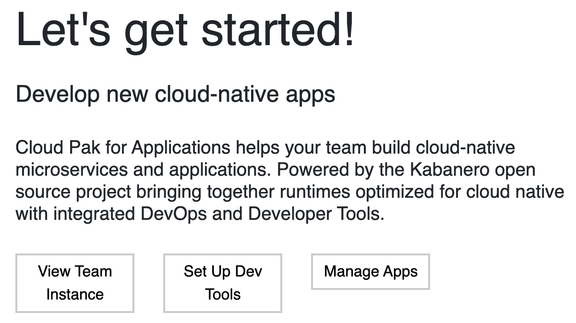 Let's get started!
Develop new cloud-native apps
Cloud Pak for Applications helps your team build cloud-native
microservices and applications. Powered by the Kabanero open
source project bringing together runtimes optimized for cloud native
with integrated DevOps and Developer Tools.
View Team
Instance
Set Up Dev
Tools
Manage Apps